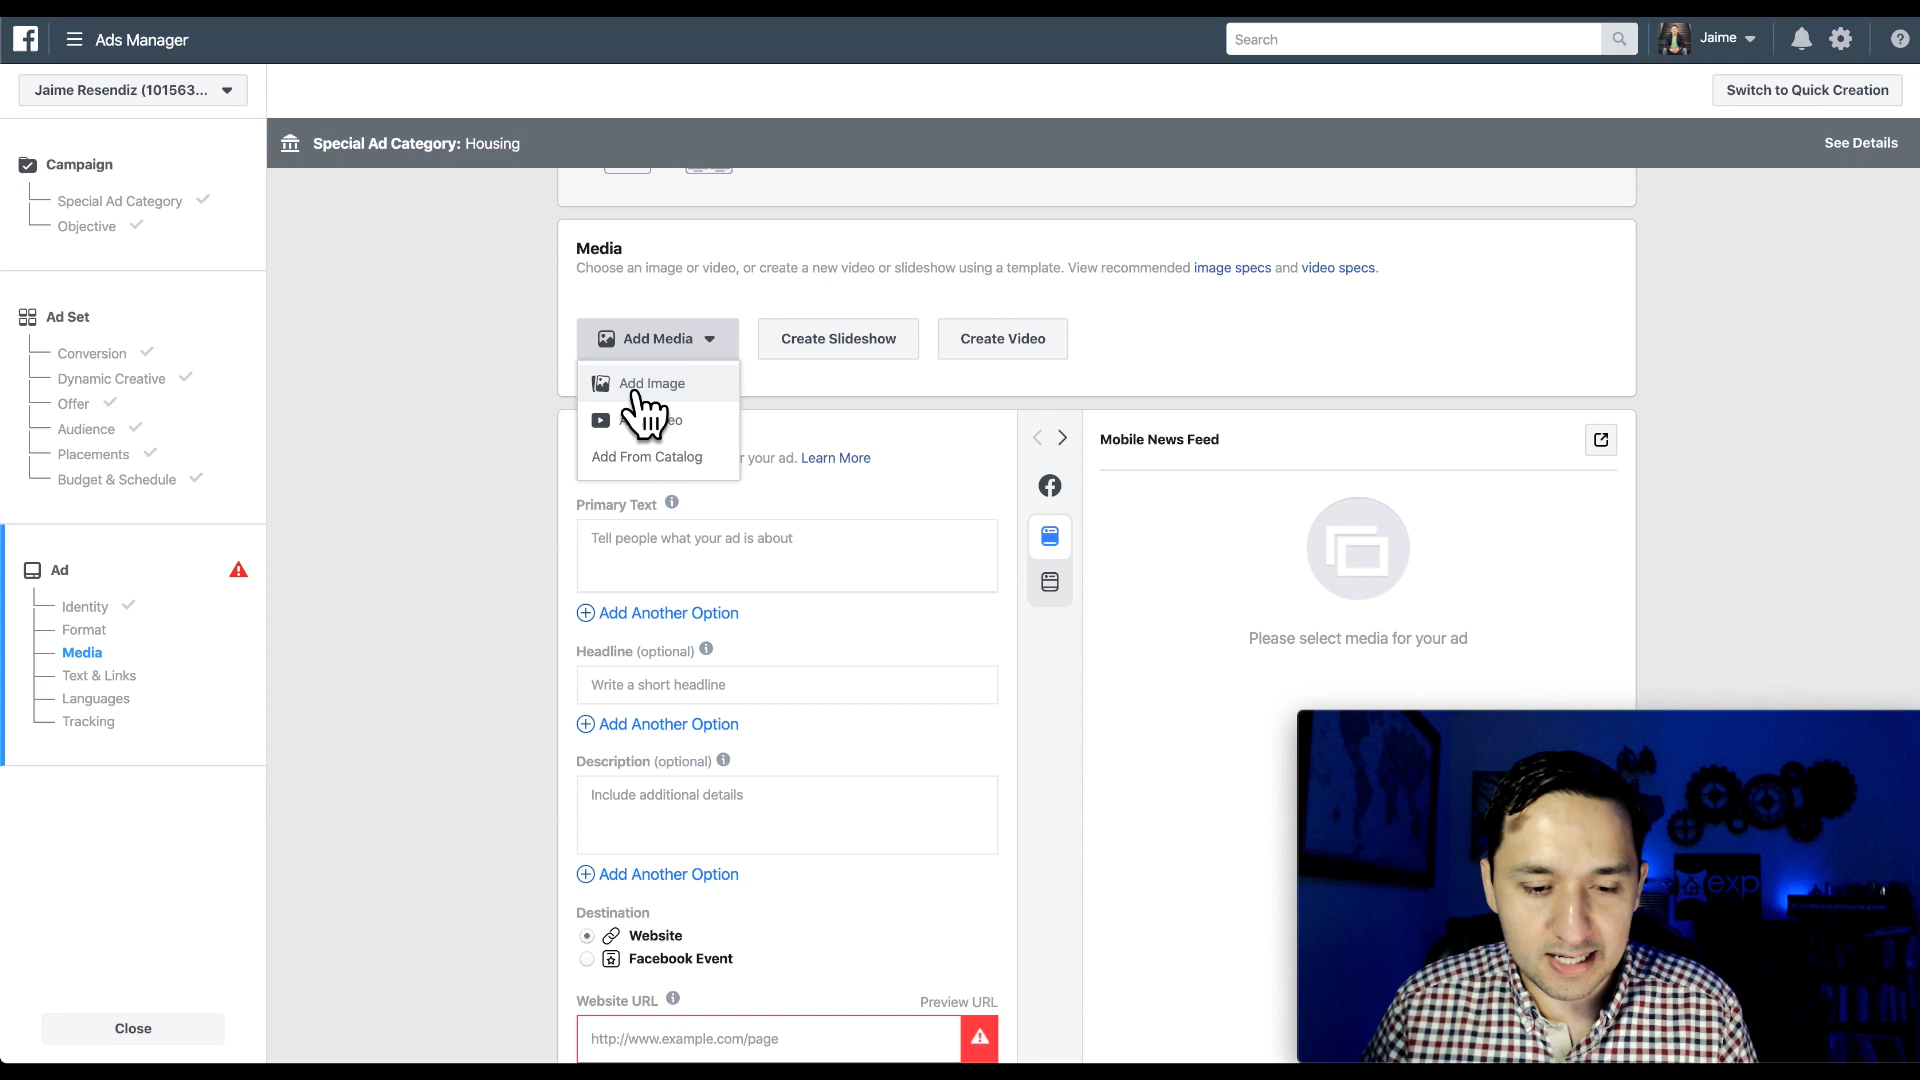 Ads Manager
Search
Jaime
Jaime Resendiz (101563...
Switch to Quick Creation
Special Ad Category: Housing
See Details
Campaign
Special Ad Category
Objective
Ad Set
Conversion
Dynamic Creative
Offer
Audience
Placements
Budget & Schedule
Ad
Identity
Format
Media
Text & Links
Languages
Tracking
Close
Media
Choose an image or video, or create a new video or slideshow using a template. View recommended image specs and video specs.
Add Media
Create Slideshow
Create Video
Add Image
Add From Catalog
your ad. Learn More
Primary Text
Tell people what your ad is about
Add Another Option
Headline (optional)
Write a short headline
Add Another Option
Description (optional)
Include additional details
Add Another Option
Destination
Website
Facebook Event
Website URL
Preview URL
http://www.example.com/page
Mobile News Feed
Please select media for your ad
exp